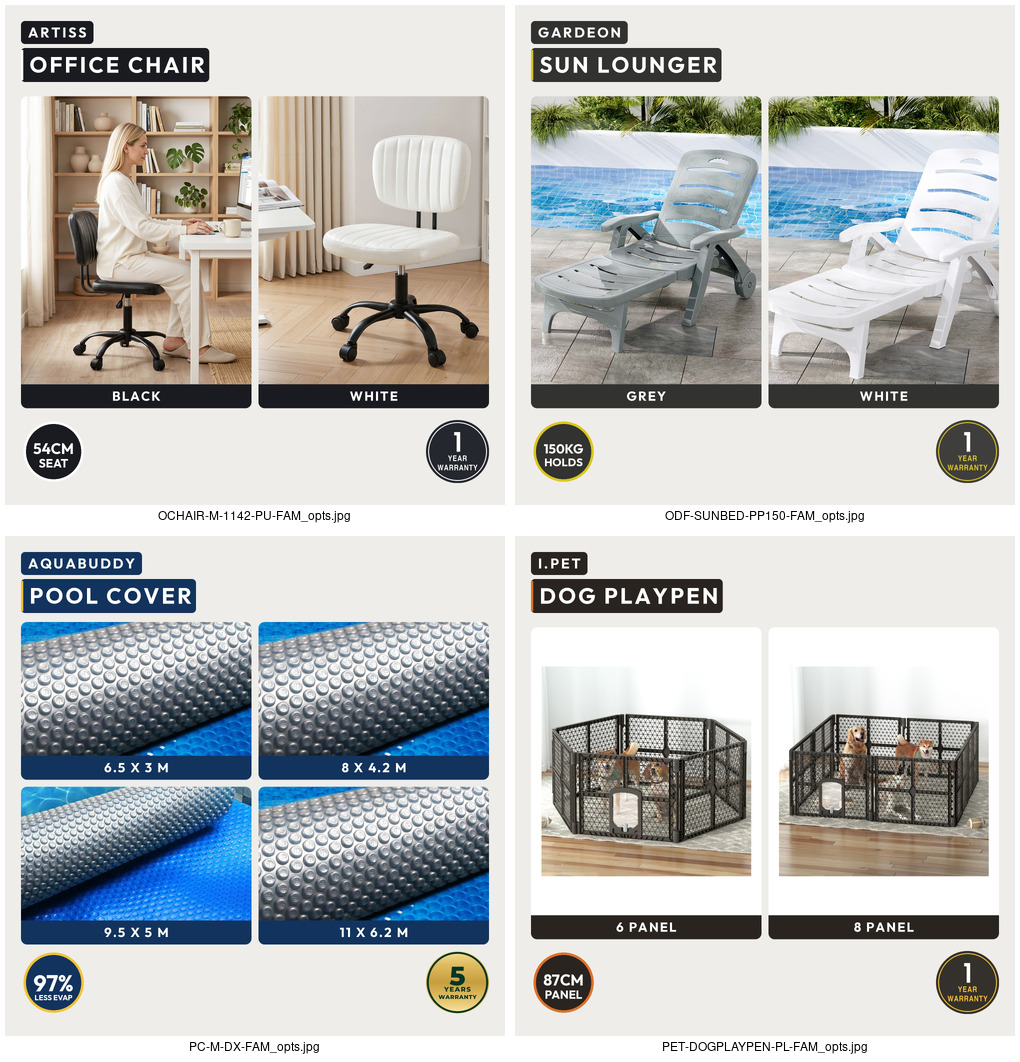 ARTISS
OFFICE CHAIR
BLACK
WHITE
54CM
SEAT
1
YEAR
WARRANTY
OCHAIR-M-1142-PU-FAM_opts.jpg
GARDEON
SUN LOUNGER
GREY
WHITE
150KG
HOLDS
1
YEAR
WARRANTY
ODF-SUNBED-PP150-FAM_opts.jpg
AQUABUDDY
POOL COVER
6.5 X 3 M
8 X 4.2 M
9.5 X 5 M
11 X 6.2 M
97%
LESS EVAP
5
YEARS
WARRANTY
PC-M-DX-FAM_opts.jpg
I.PET
DOG PLAYPEN
6 PANEL
8 PANEL
87CM
PANEL
1
YEAR
WARRANTY
PET-DOGPLAYPEN-PL-FAM_opts.jpg